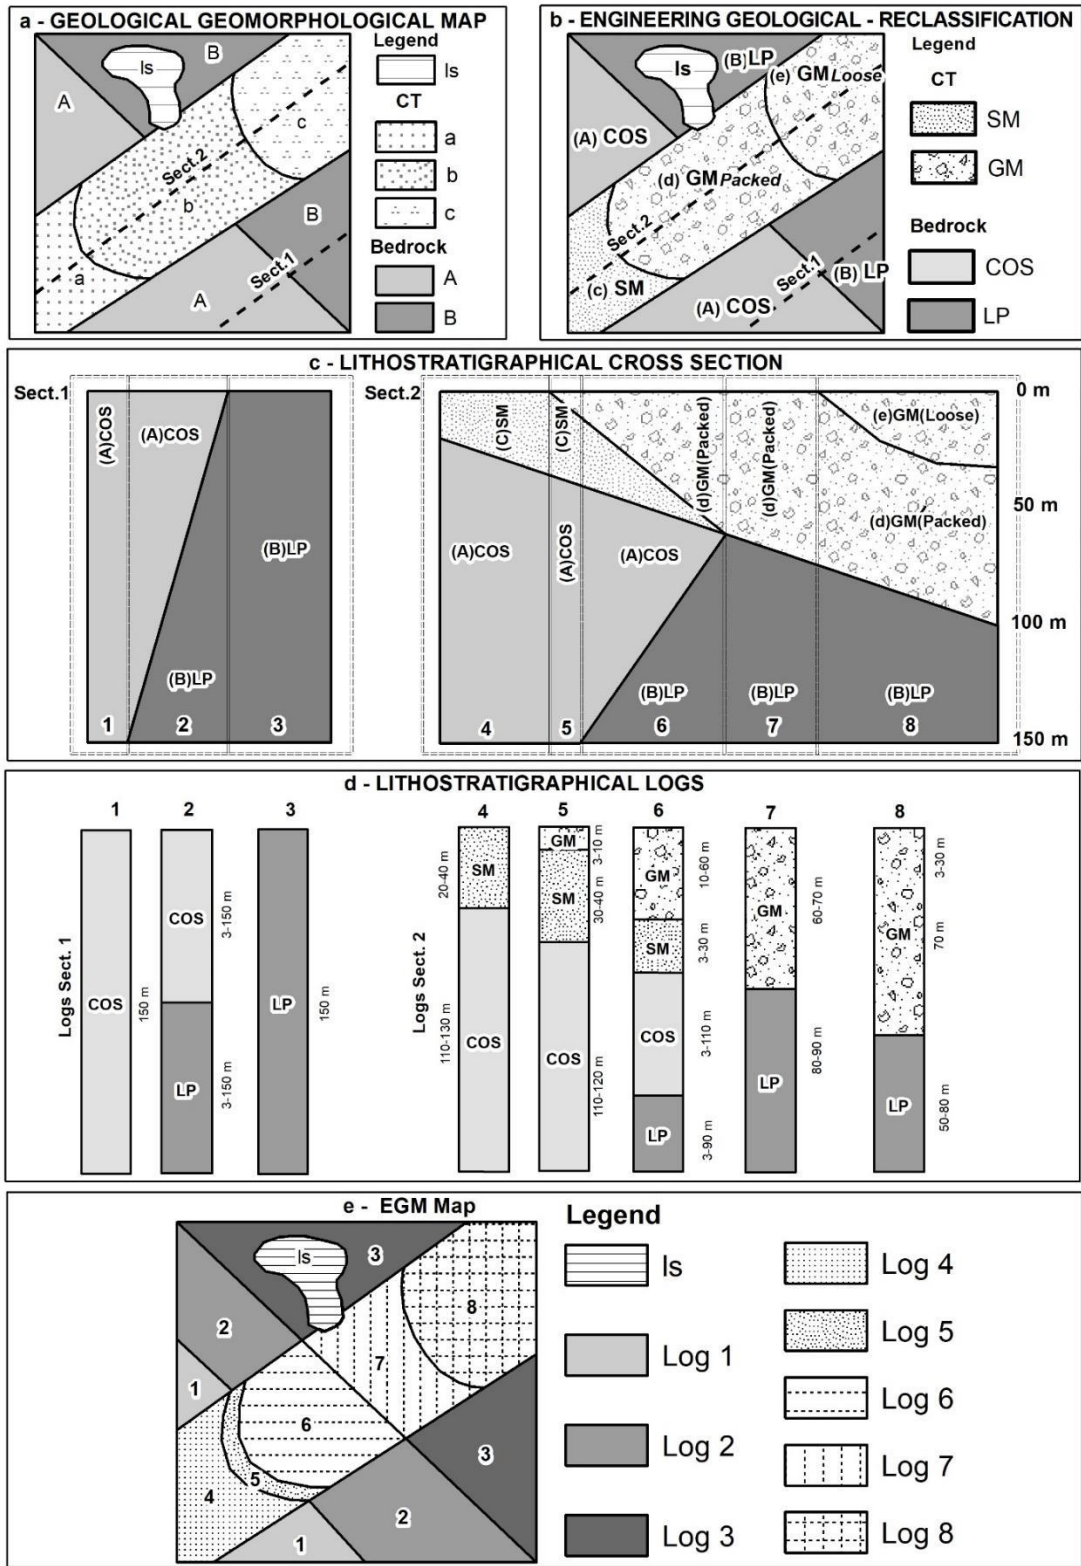 a - GEOLOGICAL GEOMORPHOLOGICAL MAP
ls
B
A
c
Sect.2
b
B
a
A
Sect.1
Legend
ls
CT
a
b
c
Bedrock
A
B
b - ENGINEERING GEOLOGICAL - RECLASSIFICATION
ls
(B)LP
(e) GM Loose
(A) COS
(d) GM Packed
Sect.2
(c) SM
Sect.1
(B) LP
(A) COS
Legend
CT
SM
GM
Bedrock
COS
LP
c - LITHOSTRATIGRAPHICAL CROSS SECTION
Sect.1
(A)COS
(A)COS
(B)LP
(B)LP
1
2
3
Sect.2
(C)SM
(C)SM
(d)GM(Packed)
(d)GM(Packed)
(e)GM(Loose)
(d)GM(Packed)
(A)COS
(A)COS
(A)COS
(B)LP
(B)LP
(B)LP
4
5
6
7
8
0 m
50 m
100 m
150 m
d - LITHOSTRATIGRAPHICAL LOGS
Logs Sect. 1
1
COS
150 m
2
COS
3-150 m
LP
3-150 m
3
LP
150 m
Logs Sect. 2
4
SM
20-40 m
COS
110-130 m
5
GM
3-10 m
SM
30-40 m
COS
110-120 m
6
GM
10-60 m
SM
3-30 m
COS
3-110 m
LP
3-90 m
7
GM
60-70 m
LP
80-90 m
8
GM
3-30 m
70 m
LP
50-80 m
e - EGM Map
ls
3
2
8
7
1
6
5
4
3
2
1
Legend
ls
Log 1
Log 2
Log 3
Log 4
Log 5
Log 6
Log 7
Log 8